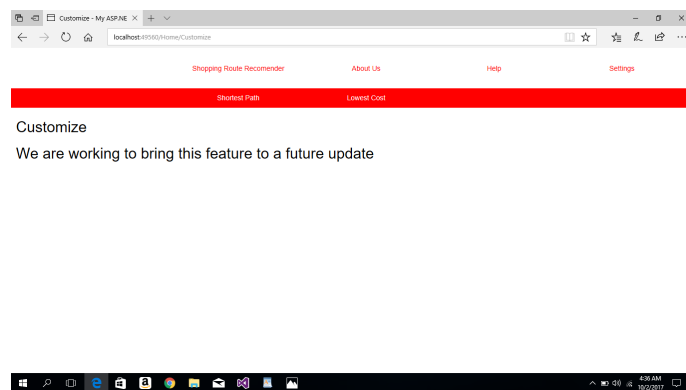 Customize - My ASP.NE
localhost:49560/Home/Customize
Shopping Route Recomender About Us Help Settings
Shortest Path Lowest Cost
Customize
We are working to bring this feature to a future update
4:36 AM
10/2/2017